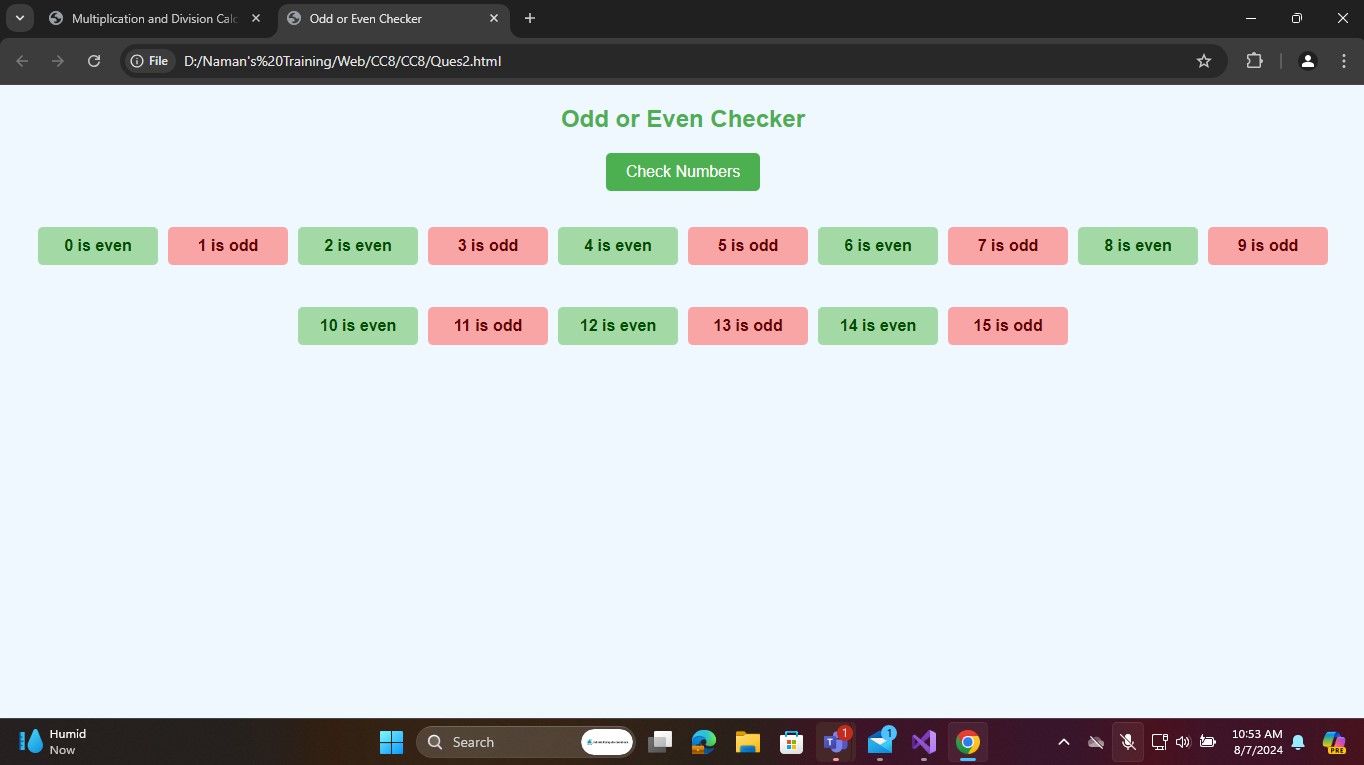 Multiplication and Division Calc
Odd or Even Checker
File D:/Naman's%20Training/Web/CC8/CC8/Ques2.html
Odd or Even Checker
Check Numbers
0 is even 1 is odd 2 is even 3 is odd 4 is even 5 is odd 6 is even 7 is odd 8 is even 9 is odd
10 is even 11 is odd 12 is even 13 is odd 14 is even 15 is odd
Humid
Now
Search
1
1
10:53 AM
8/7/2024
PRE